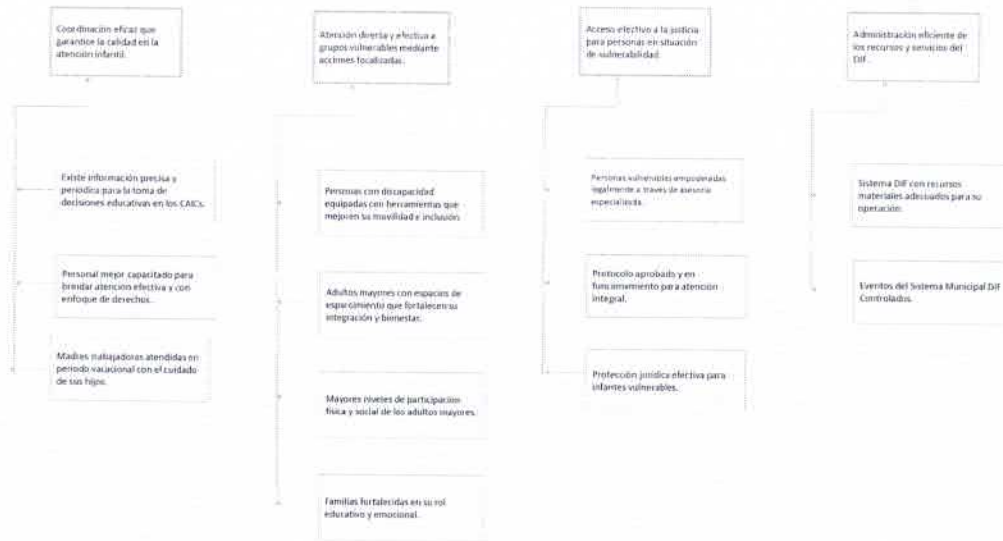 Coordinación eficaz que
garantice la calidad en la
atención infantil.
Existe información precisa y
periódica para la toma de
decisiones educativas en los CAICs.
Personal mejor capacitado para
brindar atención efectiva y con
enfoque de derechos.
Madres trabajadoras atendidas en
periodo vacacional con el cuidado
de sus hijos.
Atención directa y efectiva a
grupos vulnerables mediante
acciones focalizadas.
Personas con discapacidad
equipadas con herramientas que
mejoren su movilidad e inclusión.
Adultos mayores con espacios de
esparcimiento que fortalecen su
integración y bienestar.
Mayores niveles de participación
física y social de los adultos mayores.
Familias fortalecidas en su rol
educativo y emocional.
Acceso efectivo a la justicia
para personas en situación
de vulnerabilidad.
Personas vulnerables empoderadas
legalmente a través de asesoría
especializada.
Protocolo aprobado y en
funcionamiento para atención
integral.
Protección jurídica efectiva para
infantes vulnerables.
Administración eficiente de
los recursos y servicios del
DIF.
Sistema DIF con recursos
materiales adecuados para su
operación.
Eventos del Sistema Municipal DIF
Controlados.